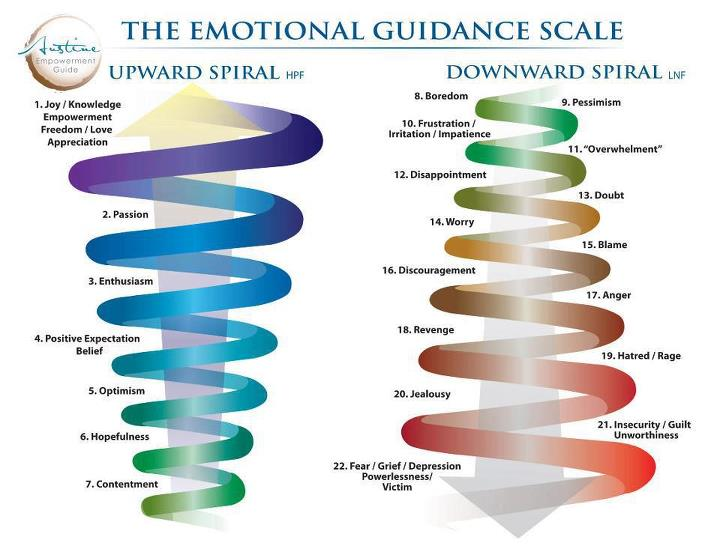 Austine
Empowerment
Guide
THE EMOTIONAL GUIDANCE SCALE
UPWARD SPIRAL HPF
1. Joy / Knowledge
Empowerment
Freedom / Love
Appreciation
2. Passion
3. Enthusiasm
4. Positive Expectation
Belief
5. Optimism
6. Hopefulness
7. Contentment
DOWNWARD SPIRAL LNF
8. Boredom
9. Pessimism
10. Frustration /
Irritation / Impatience
11. “Overwhelment”
12. Disappointment
13. Doubt
14. Worry
15. Blame
16. Discouragement
17. Anger
18. Revenge
19. Hatred / Rage
20. Jealousy
21. Insecurity / Guilt
Unworthiness
22. Fear / Grief / Depression
Powerlessness/
Victim